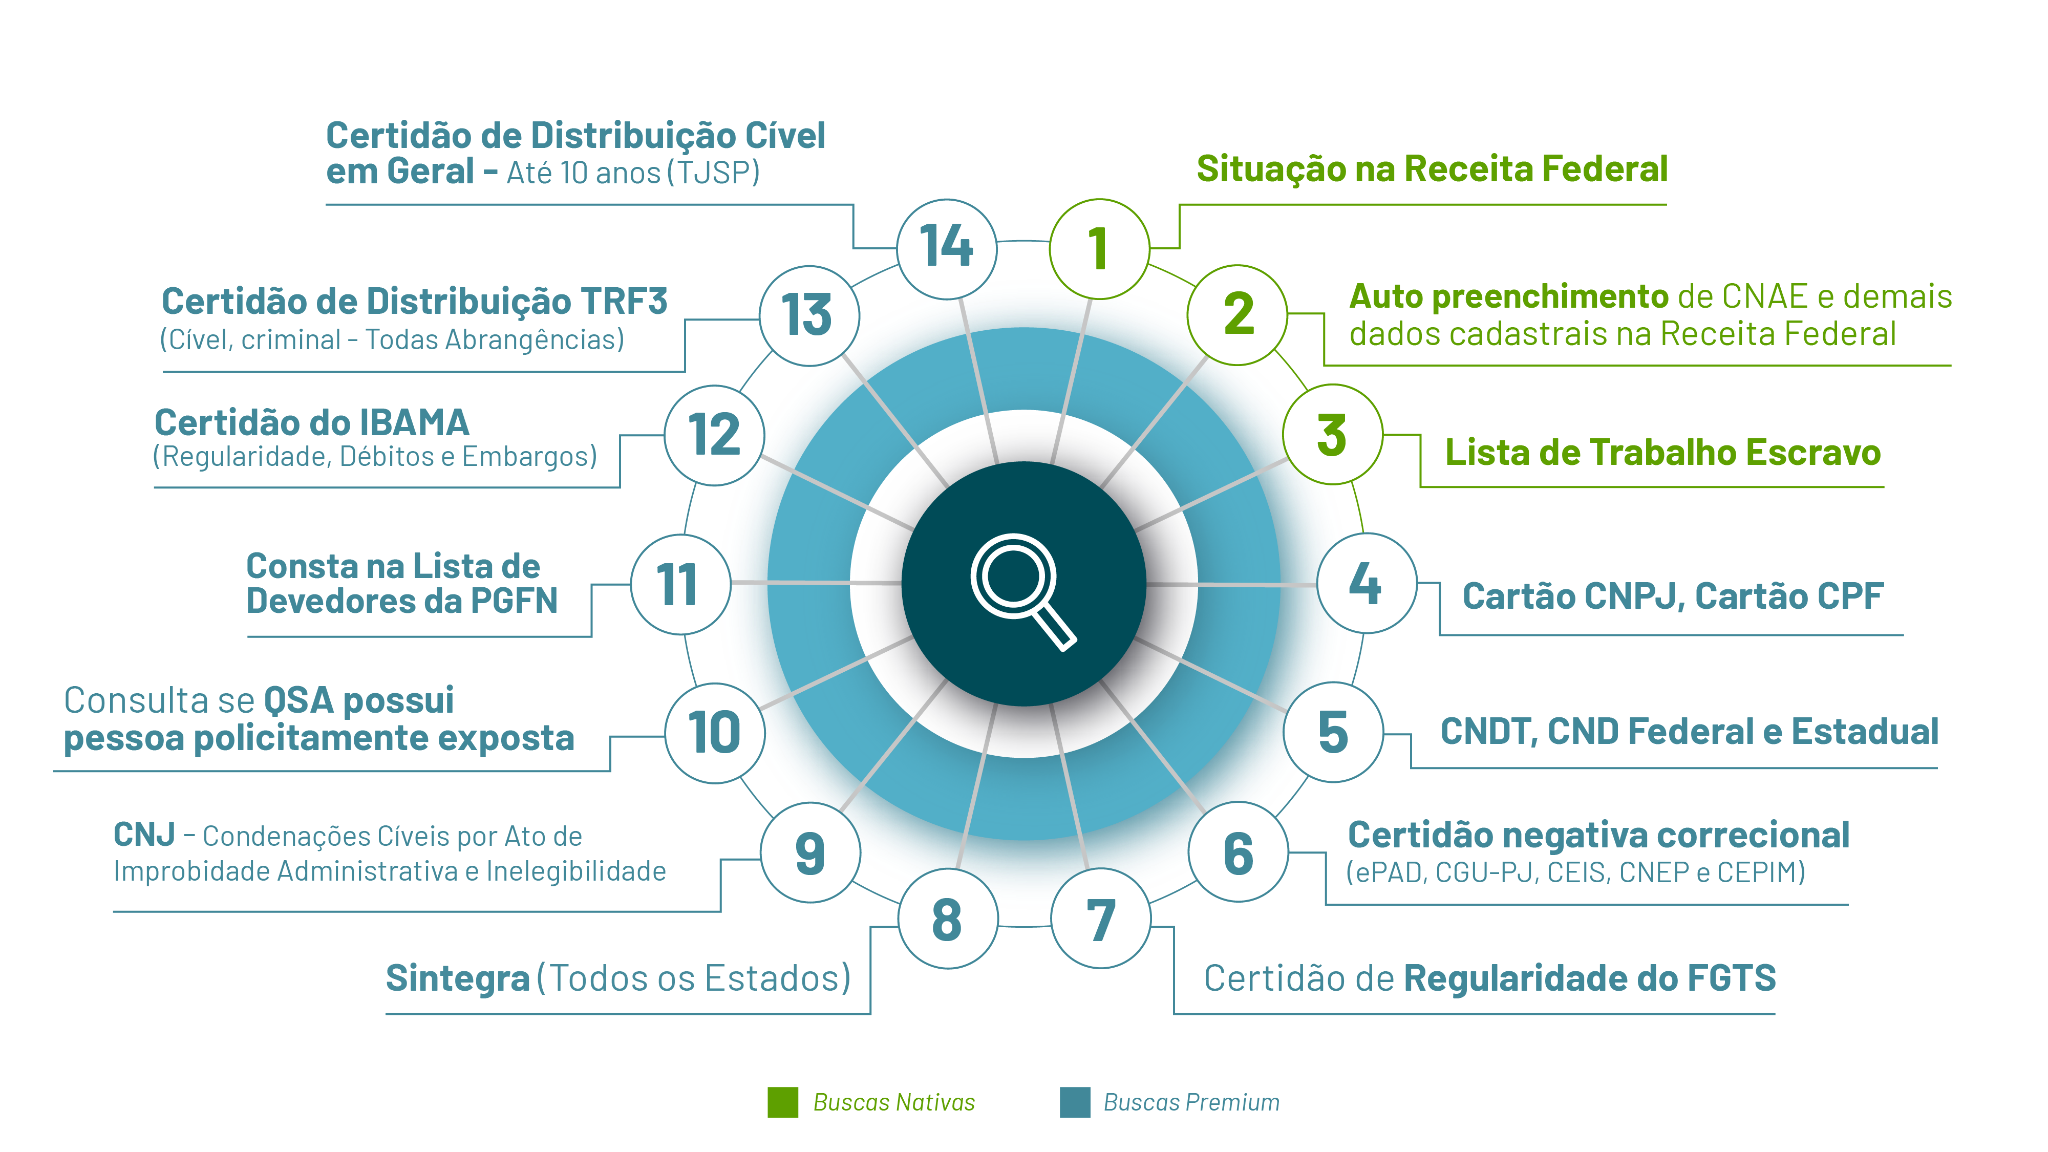 1
Situação na Receita Federal
2
Auto preenchimento de CNAE e demais
dados cadastrais na Receita Federal
3
Lista de Trabalho Escravo
4
Cartão CNPJ, Cartão CPF
5
CNDT, CND Federal e Estadual
6
Certidão negativa correcional
(ePAD, CGU-PJ, CEIS, CNEP e CEPIM)
7
Certidão de Regularidade do FGTS
8
Sintegra (Todos os Estados)
9
CNJ - Condenações Cíveis por Ato de
Improbidade Administrativa e Inelegibilidade
10
Consulta se QSA possui
pessoa policitamente exposta
11
Consta na Lista de
Devedores da PGFN
12
Certidão do IBAMA
(Regularidade, Débitos e Embargos)
13
Certidão de Distribuição TRF3
(Cível, criminal - Todas Abrangências)
14
Certidão de Distribuição Cível
em Geral - Até 10 anos (TJSP)
Buscas Nativas
Buscas Premium